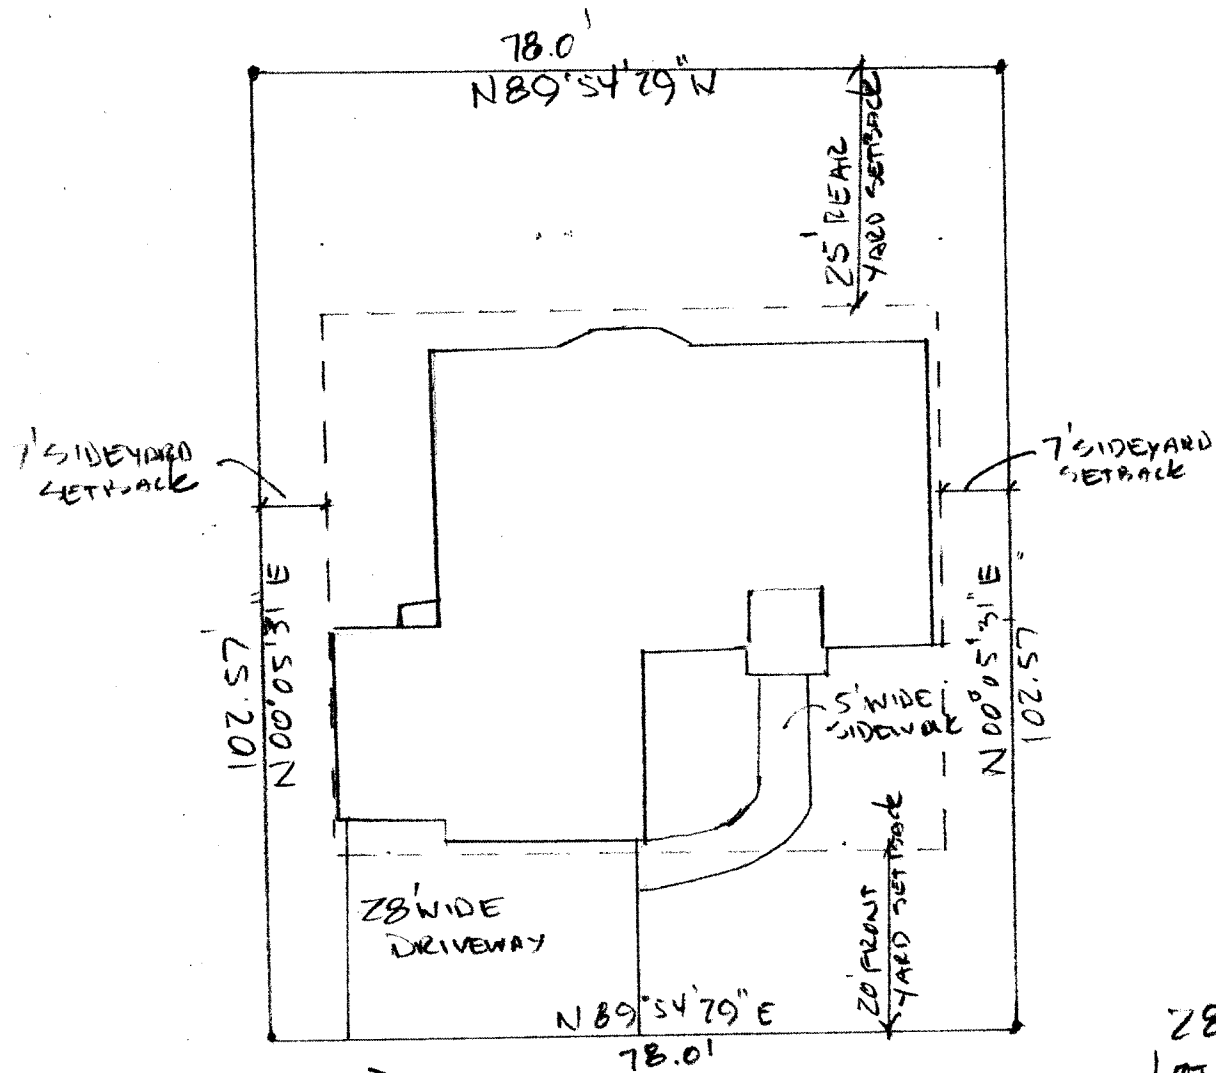 78.0'
N89°54'29"W
25' REAR
YARD SETBACK
7' SIDEYARD
SETBACK
7' SIDEYARD
SETBACK
102.57'
N00°05'31"E
N00°05'31"E
102.57'
5' WIDE
SIDEWALK
28' WIDE
DRIVEWAY
20' FRONT
YARD SETBACK
N89°54'29"E
78.0'
28